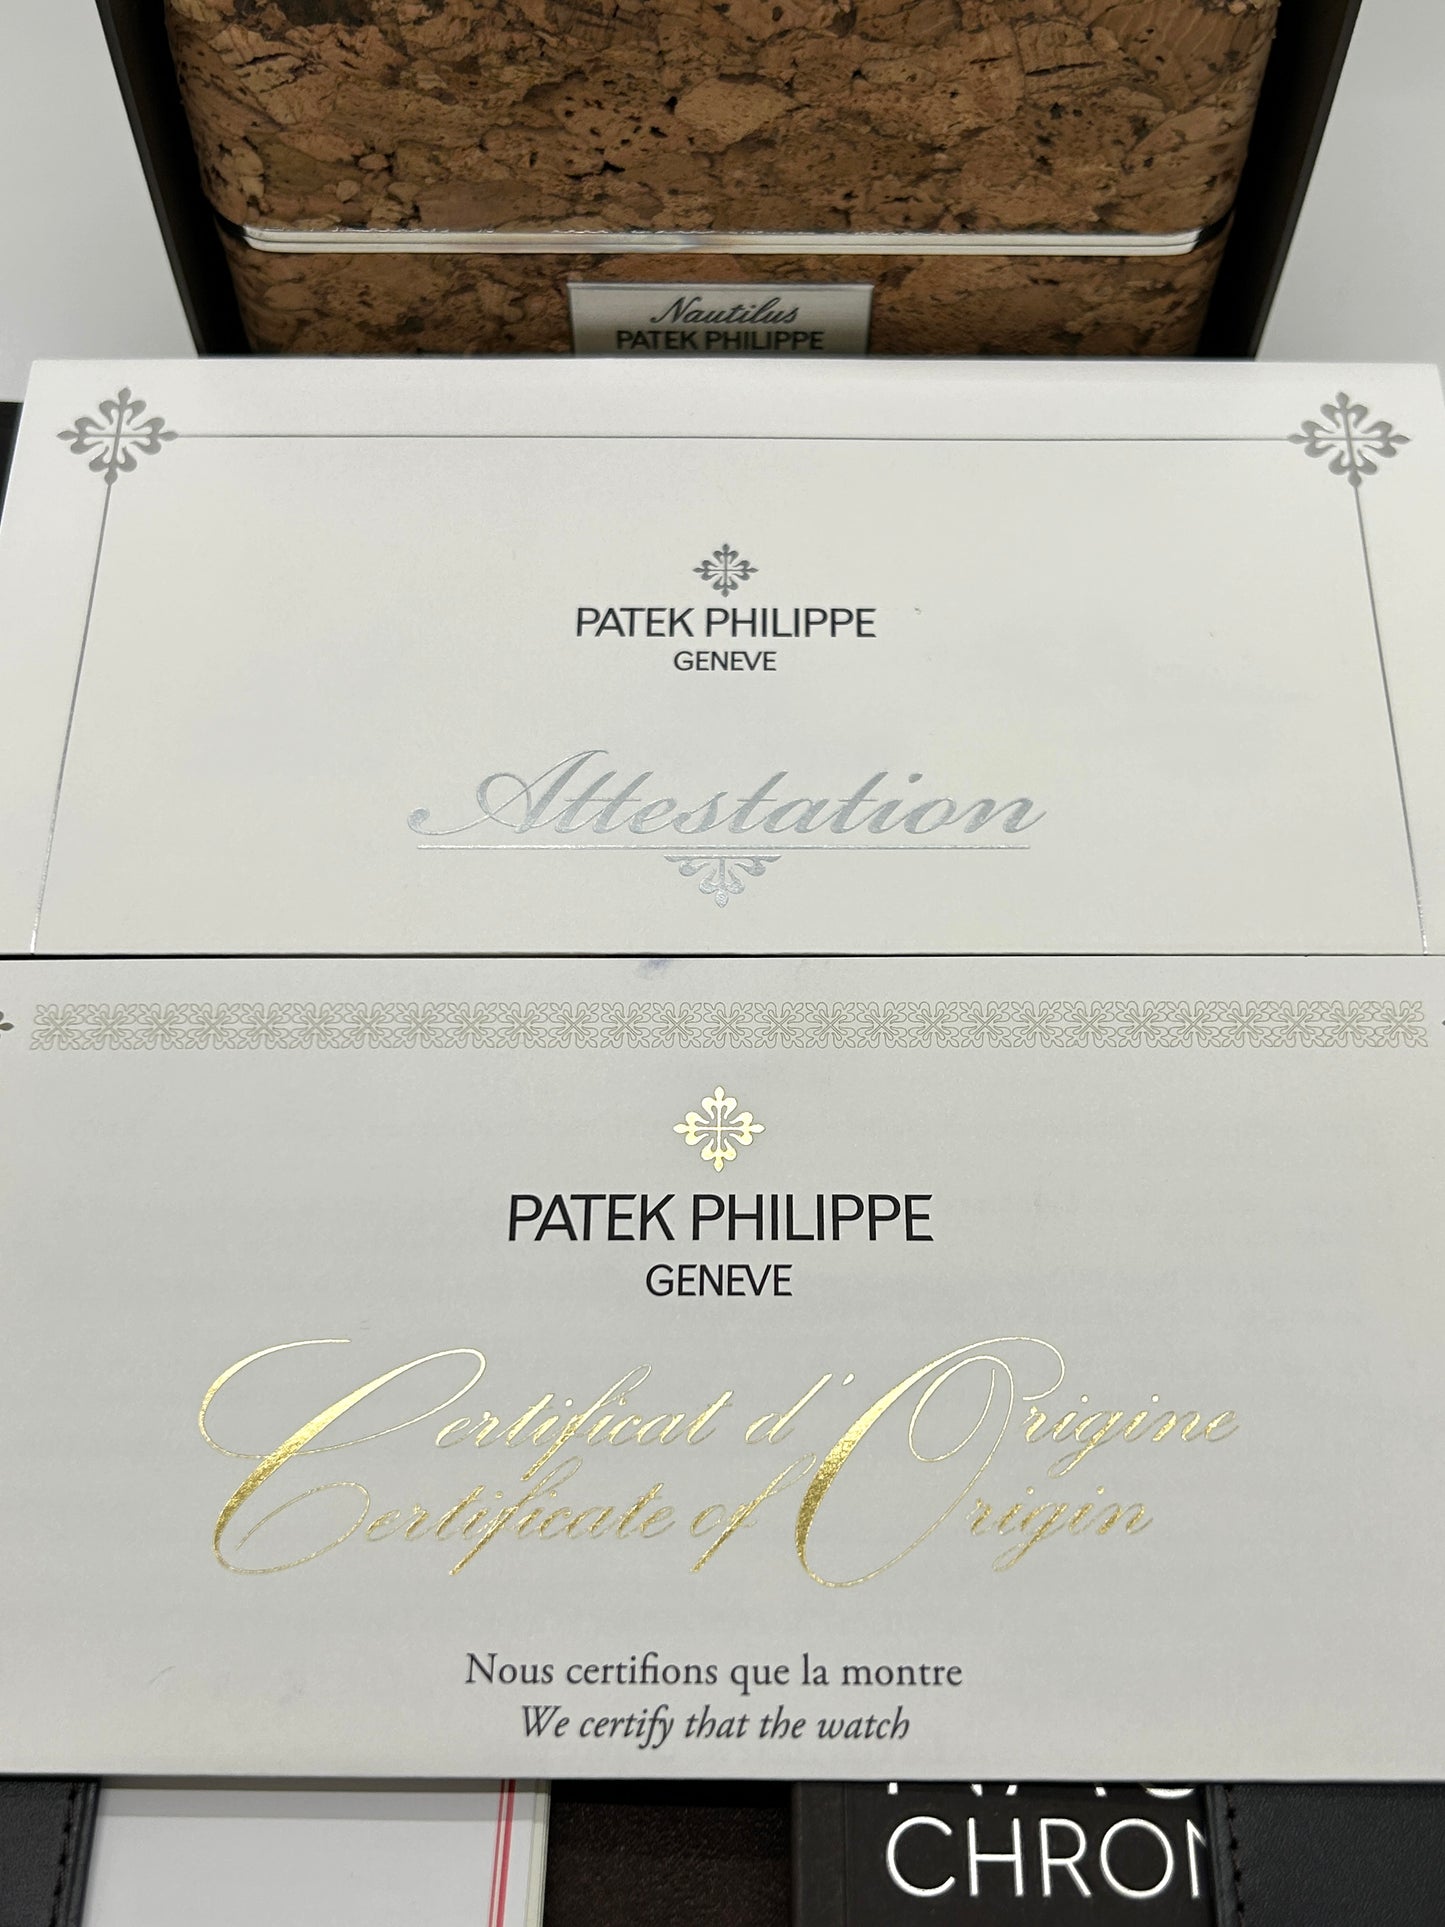 Nautilus
PATEK PHILIPPE
PATEK PHILIPPE
GENEVE
Attestation
PATEK PHILIPPE
GENEVE
Certificat d'Origine
Certificate of Origin
Nous certifions que la montre
We certify that the watch
CHRON